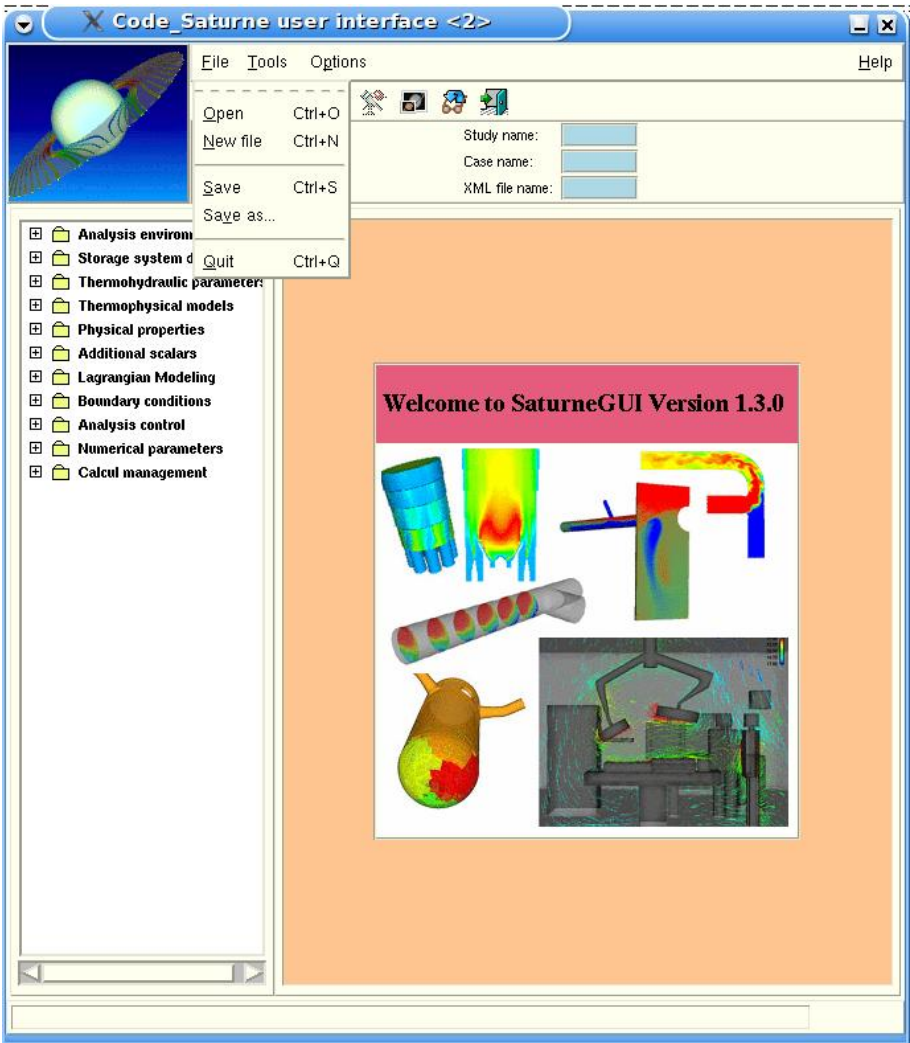 Code_Saturne user interface <2>
File Tools Options Help
Open Ctrl+O
New file Ctrl+N
Save Ctrl+S
Save as...
Quit Ctrl+Q
Study name:
Case name:
XML file name:
Analysis environm
Storage system d
Thermohydraulic parameters
Thermophysical models
Physical properties
Additional scalars
Lagrangian Modeling
Boundary conditions
Analysis control
Numerical parameters
Calcul management
Welcome to SaturneGUI Version 1.3.0